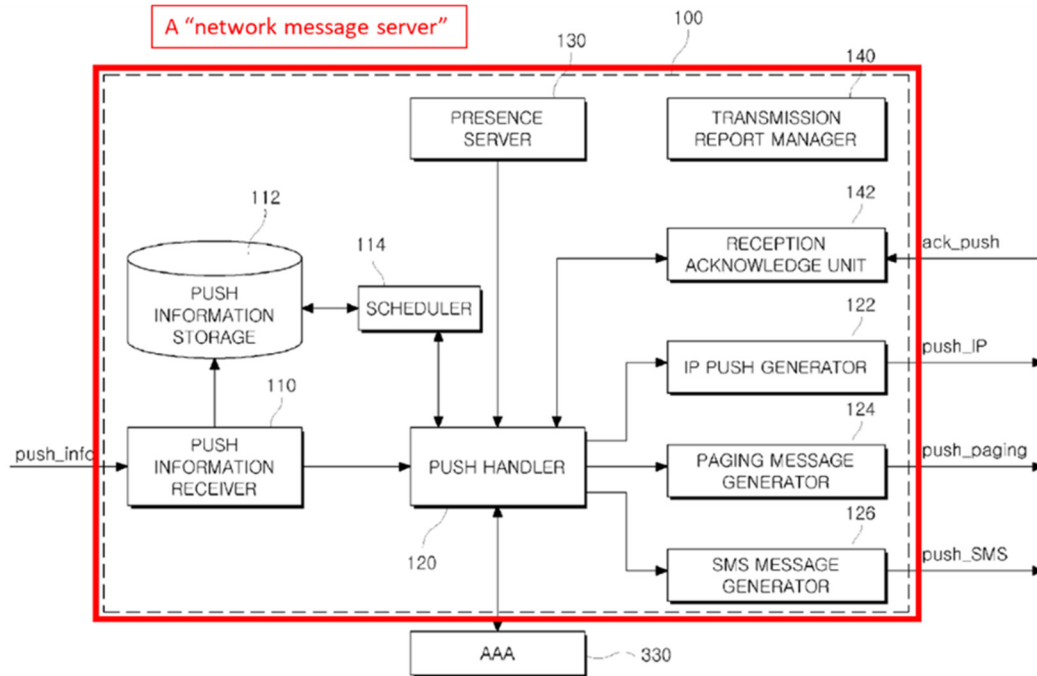 A “network message server”
100
130
140
PRESENCE
SERVER
TRANSMISSION
REPORT MANAGER
112
142
114
RECEPTION
ACKNOWLEDGE UNIT
ack_push
PUSH
INFORMATION
STORAGE
SCHEDULER
122
IP PUSH GENERATOR
push_IP
110
124
push_info
PUSH
INFORMATION
RECEIVER
PUSH HANDLER
PAGING MESSAGE
GENERATOR
push_paging
120
126
SMS MESSAGE
GENERATOR
push_SMS
AAA
330